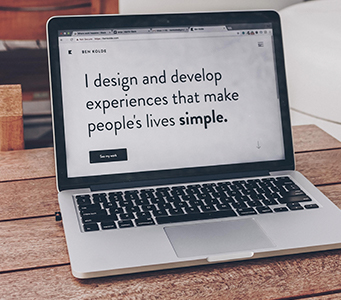 BEN KOLDE
I design and develop
experiences that make
people's lives simple.
See my work